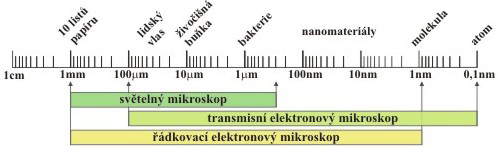 10 listů
papíru
lidský
vlas
živočišná
buňka
bakterie
nanomateriály
molekula
atom
1cm
1mm
100µm
10µm
1µm
100nm
10nm
1nm
0,1nm
světelný mikroskop
transmisní elektronový mikroskop
řádkovací elektronový mikroskop